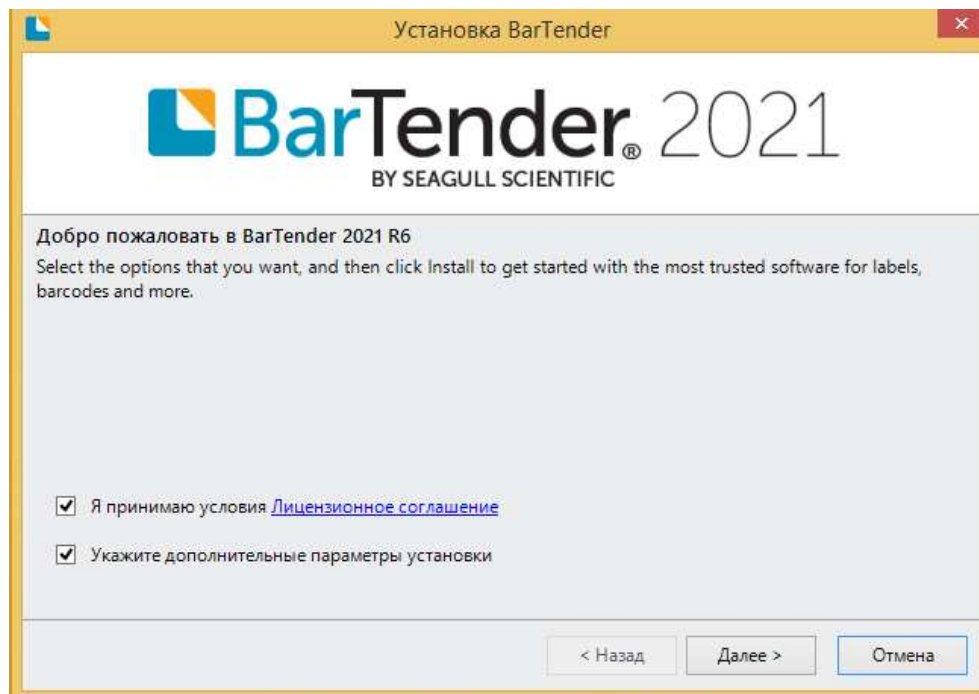 Установка BarTender
BarTender® 2021
BY SEAGULL SCIENTIFIC
Добро пожаловать в BarTender 2021 R6
Select the options that you want, and then click Install to get started with the most trusted software for labels,
barcodes and more.
Я принимаю условия Лицензионное соглашение
Укажите дополнительные параметры установки
< Назад Далее > Отмена